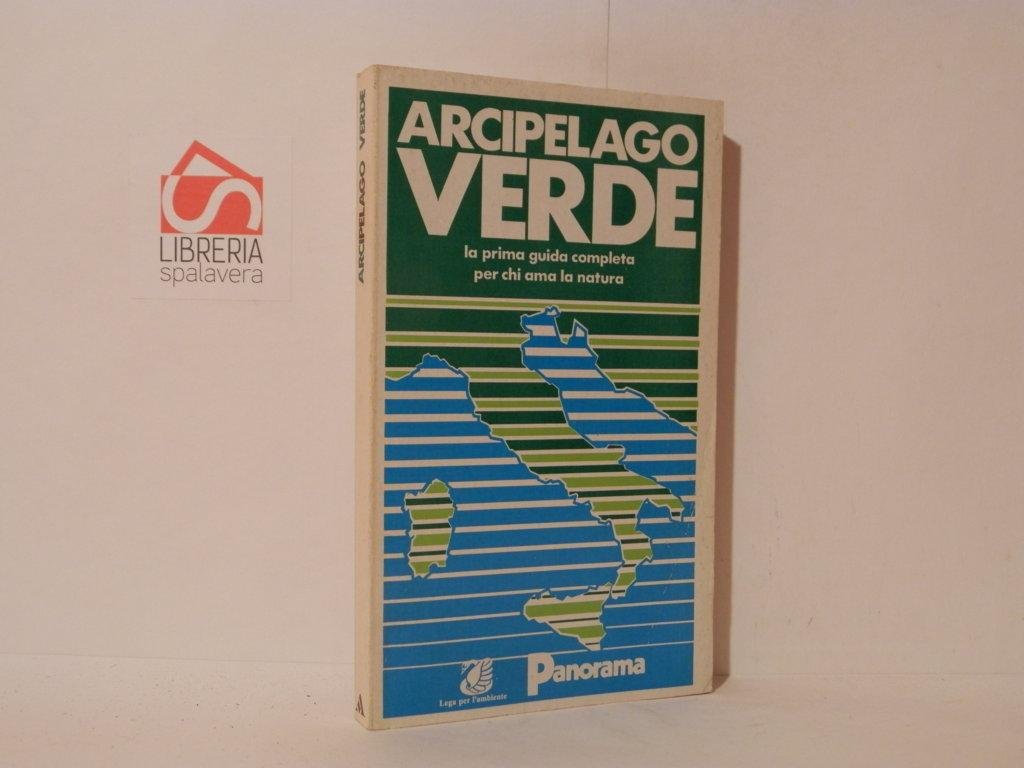 LIBRERIA
spalavera
ARCIPELAGO VERDE
ARCIPELAGO
VERDE
la prima guida completa
per chi ama la natura
Lega per l'ambiente
Panorama